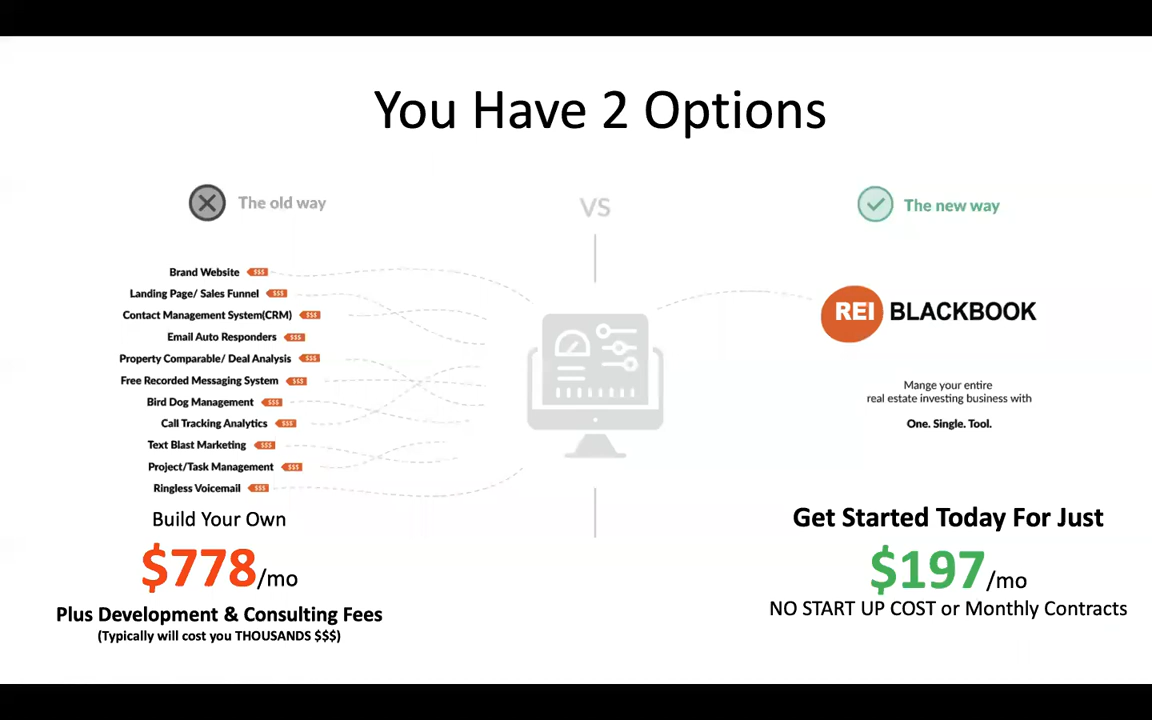 You Have 2 Options
The old way
VS
The new way
Brand Website $$$
Landing Page/ Sales Funnel $$$
Contact Management System(CRM) $$$
Email Auto Responders $$$
Property Comparable/ Deal Analysis $$$
Free Recorded Messaging System $$$
Bird Dog Management $$$
Call Tracking Analytics $$$
Text Blast Marketing $$$
Project/Task Management $$$
Ringless Voicemail $$$
Build Your Own
$778/mo
Plus Development & Consulting Fees
(Typically will cost you THOUSANDS $$$)
REI BLACKBOOK
Mange your entire
real estate investing business with
One. Single. Tool.
Get Started Today For Just
$197/mo
NO START UP COST or Monthly Contracts